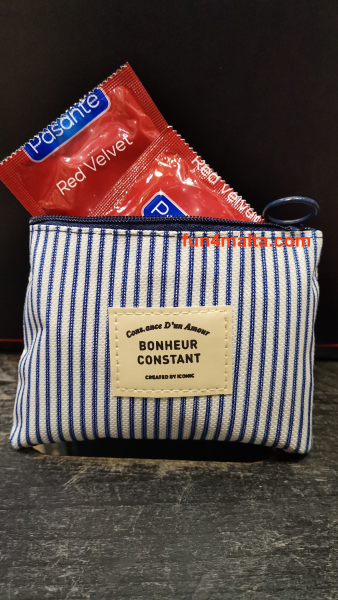 Pasante
Red Velvet
Red Velvet
fun4malta.com
Cons.ance D'un Amour
BONHEUR
CONSTANT
CREATED BY ICONIC